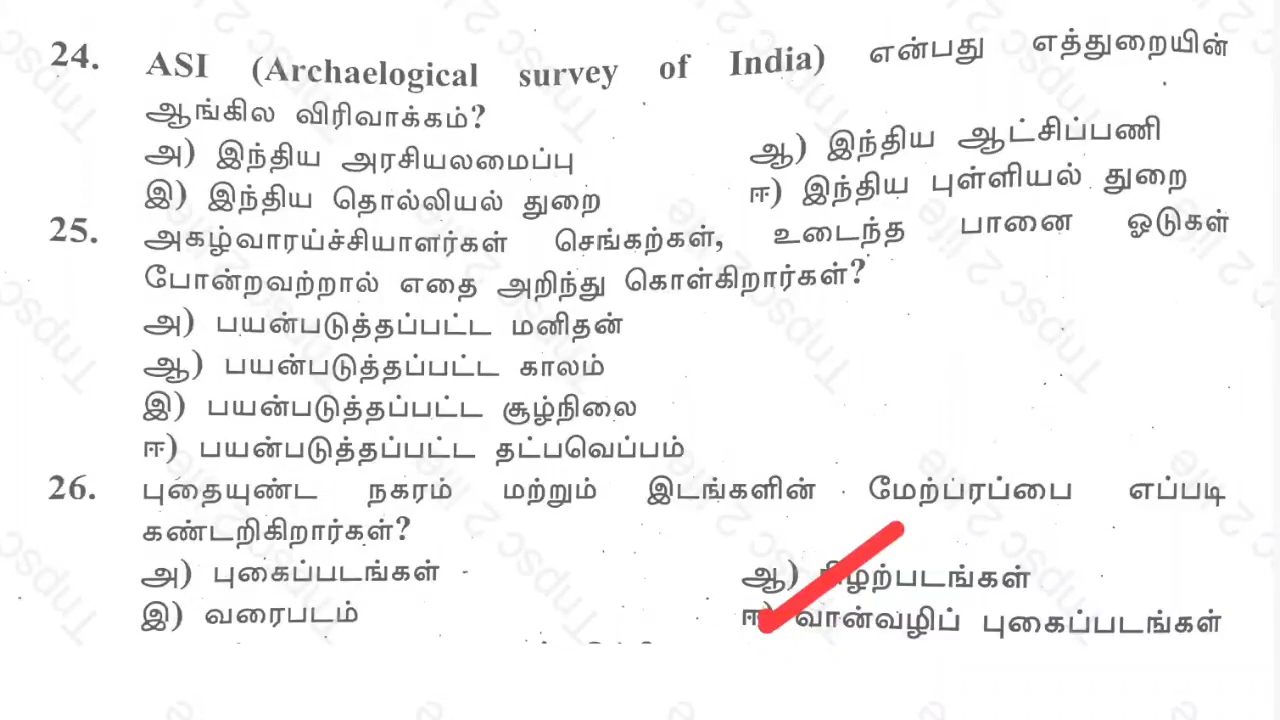 24. ASI (Archaelogical survey of India) என்பது எத்துறையின்
ஆங்கில விரிவாக்கம்?
அ) இந்திய அரசியலமைப்பு ஆ) இந்திய ஆட்சிப்பணி
இ) இந்திய தொல்லியல் துறை ஈ) இந்திய புள்ளியல் துறை
25. அகழ்வாரய்ச்சியாளர்கள் செங்கற்கள், உடைந்த பானை ஓடுகள்
போன்றவற்றால் எதை அறிந்து கொள்கிறார்கள்?
அ) பயன்படுத்தப்பட்ட மனிதன்
ஆ) பயன்படுத்தப்பட்ட காலம்
இ) பயன்படுத்தப்பட்ட சூழ்நிலை
ஈ) பயன்படுத்தப்பட்ட தட்பவெப்பம்
26. புதையுண்ட நகரம் மற்றும் இடங்களின் மேற்பரப்பை எப்படி
கண்டறிகிறார்கள்?
அ) புகைப்படங்கள் ஆ) நிழற்படங்கள்
இ) வரைபடம் ஈ) வான்வழிப் புகைப்படங்கள்